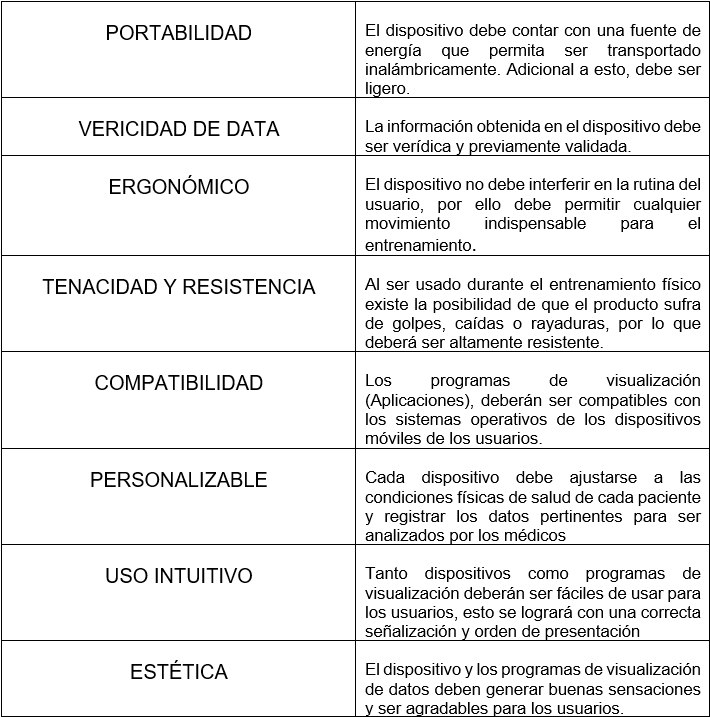 PORTABILIDAD
El dispositivo debe contar con una fuente de
energía que permita ser transportado
inalámbricamente. Adicional a esto, debe ser
ligero.
VERICIDAD DE DATA
La información obtenida en el dispositivo debe
ser verídica y previamente validada.
ERGONÓMICO
El dispositivo no debe interferir en la rutina del
usuario, por ello debe permitir cualquier
movimiento indispensable para el
entrenamiento.
TENACIDAD Y RESISTENCIA
Al ser usado durante el entrenamiento físico
existe la posibilidad de que el producto sufra
de golpes, caídas o rayaduras, por lo que
deberá ser altamente resistente.
COMPATIBILIDAD
Los programas de visualización
(Aplicaciones), deberán ser compatibles con
los sistemas operativos de los dispositivos
móviles de los usuarios.
PERSONALIZABLE
Cada dispositivo debe ajustarse a las
condiciones físicas de salud de cada paciente
y registrar los datos pertinentes para ser
analizados por los médicos
USO INTUITIVO
Tanto dispositivos como programas de
visualización deberán ser fáciles de usar para
los usuarios, esto se logrará con una correcta
señalización y orden de presentación
ESTÉTICA
El dispositivo y los programas de visualización
de datos deben generar buenas sensaciones
y ser agradables para los usuarios.